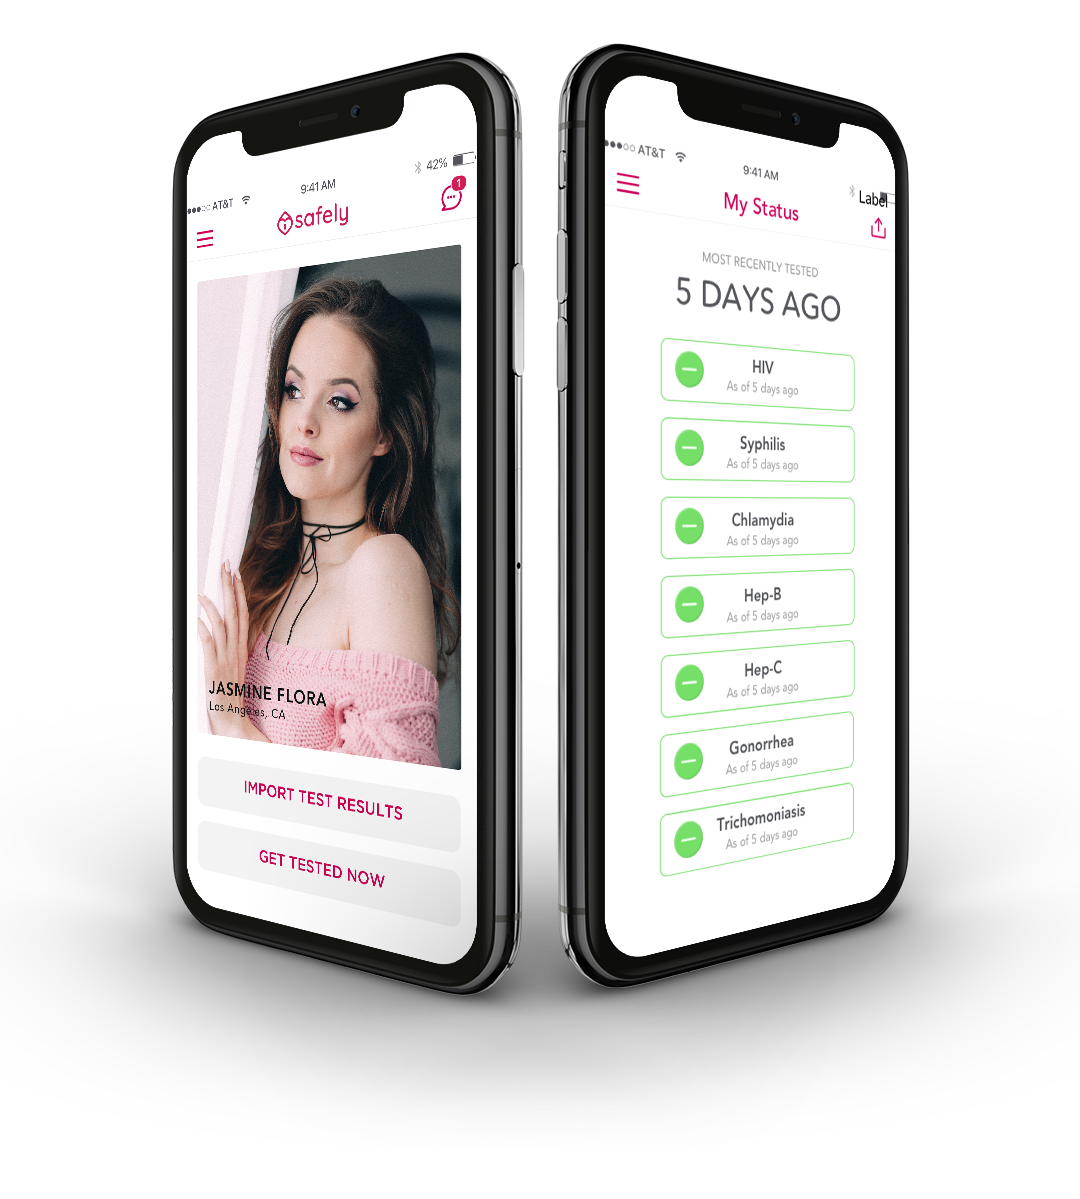 AT&T
9:41 AM
42%
1
safely
JASMINE FLORA
Los Angeles, CA
IMPORT TEST RESULTS
GET TESTED NOW
AT&T
9:41 AM
Label
My Status
MOST RECENTLY TESTED
5 DAYS AGO
HIV
As of 5 days ago
Syphilis
As of 5 days ago
Chlamydia
As of 5 days ago
Hep-B
As of 5 days ago
Hep-C
As of 5 days ago
Gonorrhea
As of 5 days ago
Trichomoniasis
As of 5 days ago